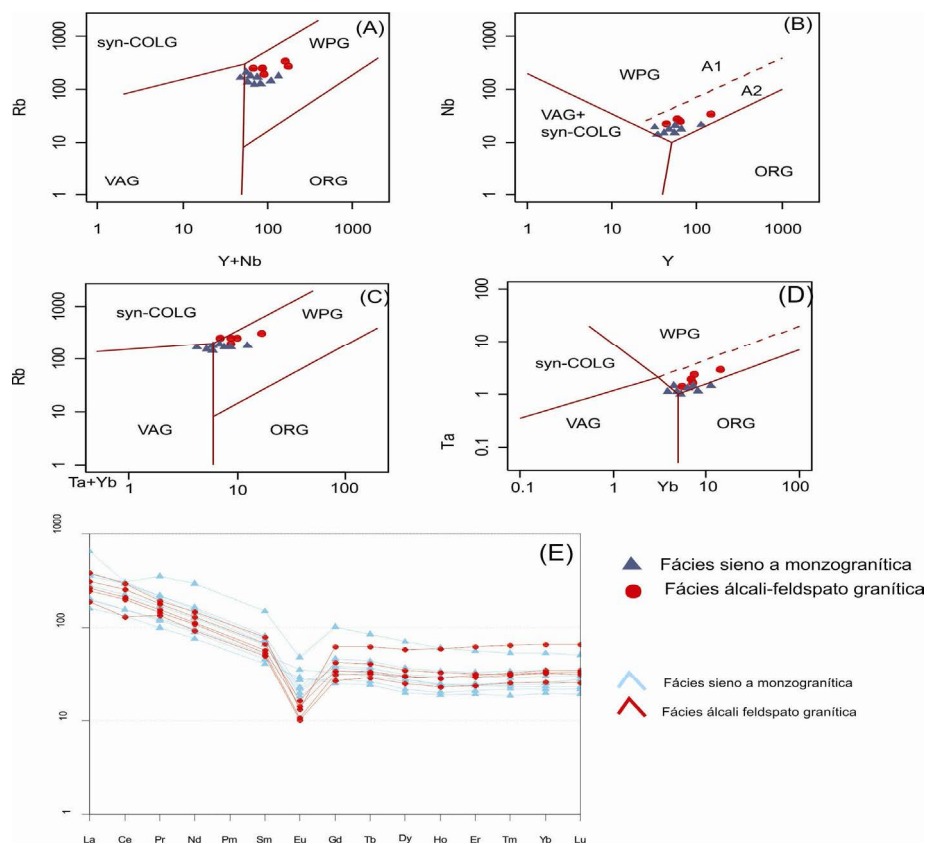 (A)
syn-COLG
WPG
VAG
ORG
Rb
1000
100
10
1
1
10
100
1000
Y+Nb
(B)
WPG
A1
A2
VAG+
syn-COLG
ORG
Nb
1000
100
10
1
1
10
100
1000
Y
(C)
syn-COLG
WPG
VAG
ORG
Rb
1000
100
10
1
Ta+Yb
1
10
100
(D)
WPG
syn-COLG
VAG
ORG
Ta
100
10
1
0.1
0.1
1
Yb
10
100
(E)
1000
100
10
1
La Ce Pr Nd Pm Sm Eu Gd Tb Dy Ho Er Tm Yb Lu
Fácies sieno a monzogranítica
Fácies álcali-feldspato granítica
Fácies sieno a monzogranítica
Fácies álcali feldspato granítica